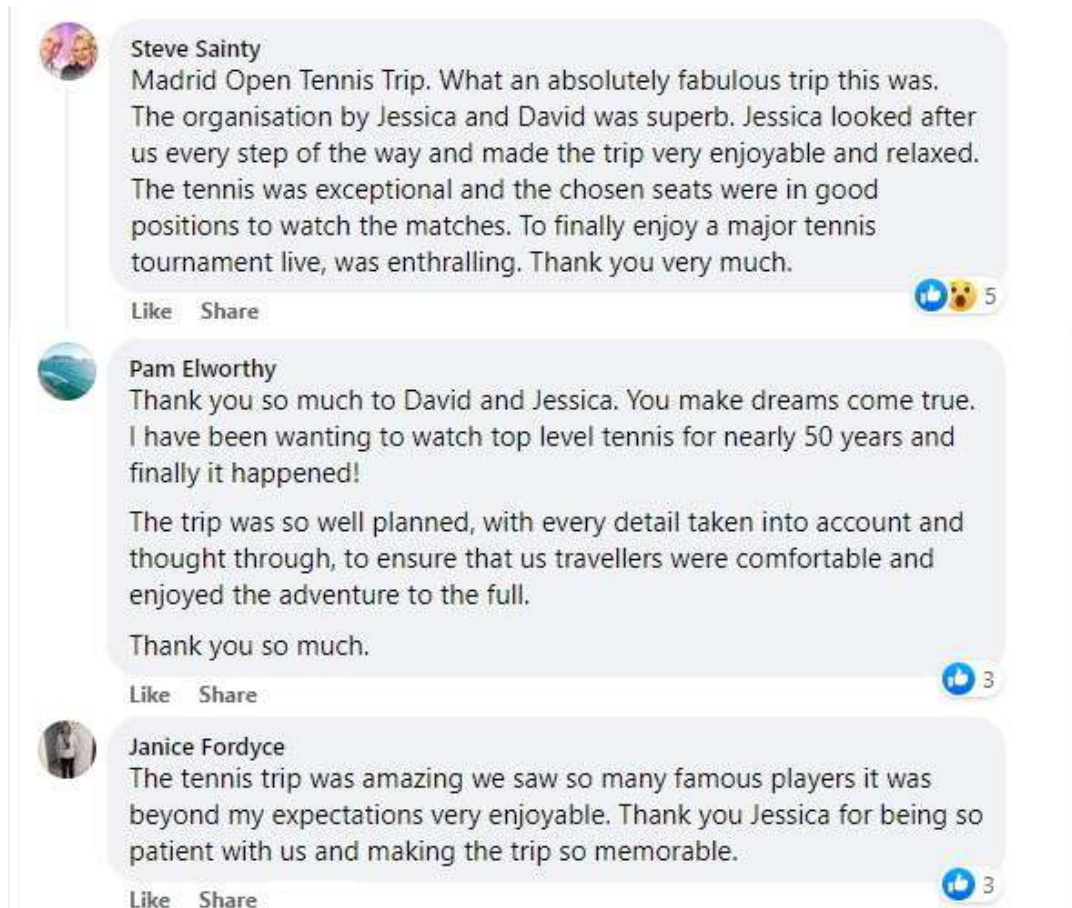 Steve Sainty
Madrid Open Tennis Trip. What an absolutely fabulous trip this was.
The organisation by Jessica and David was superb. Jessica looked after
us every step of the way and made the trip very enjoyable and relaxed.
The tennis was exceptional and the chosen seats were in good
positions to watch the matches. To finally enjoy a major tennis
tournament live, was enthralling. Thank you very much.
5
Like Share
Pam Elworthy
Thank you so much to David and Jessica. You make dreams come true.
I have been wanting to watch top level tennis for nearly 50 years and
finally it happened!
The trip was so well planned, with every detail taken into account and
thought through, to ensure that us travellers were comfortable and
enjoyed the adventure to the full.
Thank you so much.
3
Like Share
Janice Fordyce
The tennis trip was amazing we saw so many famous players it was
beyond my expectations very enjoyable. Thank you Jessica for being so
patient with us and making the trip so memorable.
3
Like Share